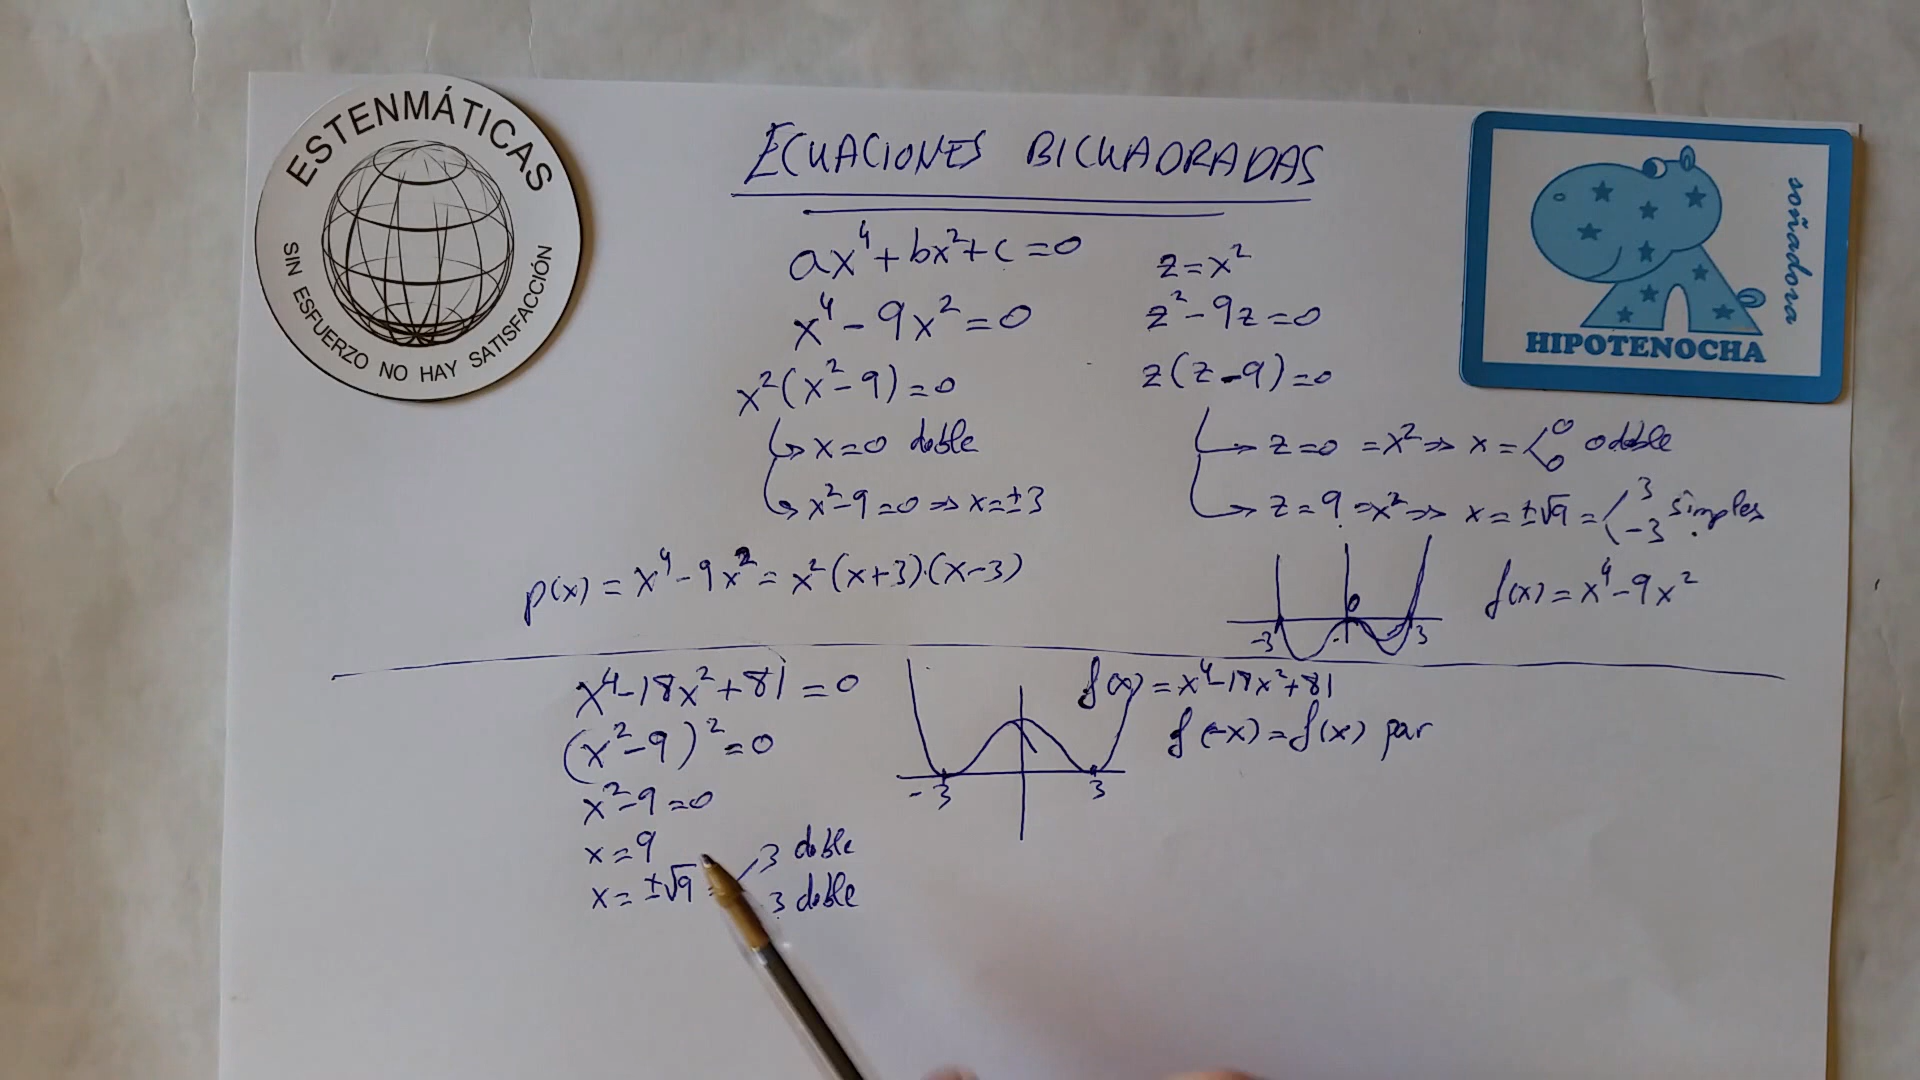 ESTENMÁTICAS
SIN ESFUERZO NO HAY SATISFACCIÓN
ECUACIONES BICUADRADAS
soñadora
HIPOTENOCHA
ax⁴+bx²+c=0
z=x²
x⁴-9x²=0
z²-9z=0
x²(x²-9)=0
z(z-9)=0
↳ x=0 doble
→ z=0 =x² ⇒ x= < 0 0 0 doble
↳ x²-9=0 ⇒ x=±3
→ z=9 =x² ⇒ x=±√9 = < 3 -3 simples
p(x)=x⁴-9x²=x²(x+3)·(x-3)
-3 0 3
f(x)=x⁴-9x²
x⁴-18x²+81=0
f(x)=x⁴-18x²+81
(x²-9)²=0
f(-x)=f(x) par
-3 3
x²-9=0
x=9
3 doble
x=±√9 =
3 doble